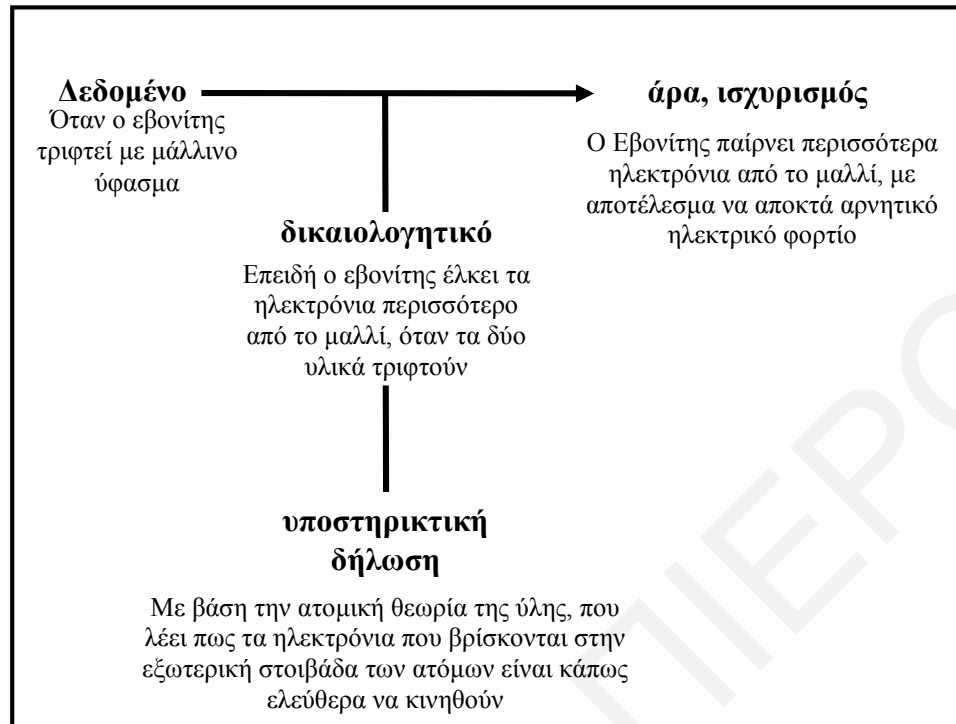 Δεδομένο
Όταν ο εβονίτης
τριφτεί με μάλλινο
ύφασμα
άρα, ισχυρισμός
Ο Εβονίτης παίρνει περισσότερα
ηλεκτρόνια από το μαλλί, με
αποτέλεσμα να αποκτά αρνητικό
ηλεκτρικό φορτίο
δικαιολογητικό
Επειδή ο εβονίτης έλκει τα
ηλεκτρόνια περισσότερο
από το μαλλί, όταν τα δύο
υλικά τριφτούν
υποστηρικτική
δήλωση
Με βάση την ατομική θεωρία της ύλης, που
λέει πως τα ηλεκτρόνια που βρίσκονται στην
εξωτερική στοιβάδα των ατόμων είναι κάπως
ελεύθερα να κινηθούν